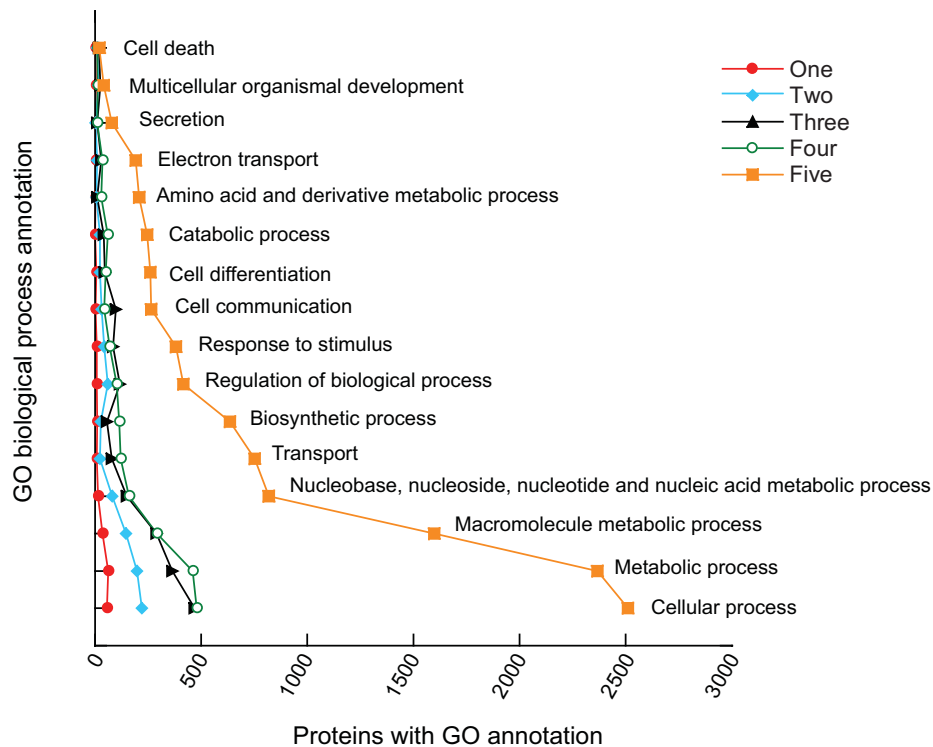 Cell death
Multicellular organismal development
Secretion
Electron transport
Amino acid and derivative metabolic process
Catabolic process
Cell differentiation
Cell communication
Response to stimulus
Regulation of biological process
Biosynthetic process
Transport
Nucleobase, nucleoside, nucleotide and nucleic acid metabolic process
Macromolecule metabolic process
Metabolic process
Cellular process
One
Two
Three
Four
Five
GO biological process annotation
0
500
1000
1500
2000
2500
3000
Proteins with GO annotation